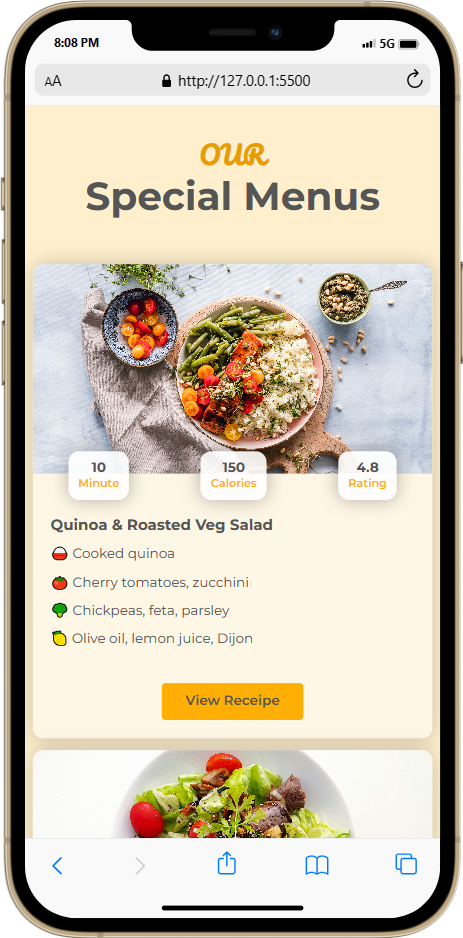 8:08 PM
5G
AA
http://127.0.0.1:5500
OUR
Special Menus
10
Minute
150
Calories
4.8
Rating
Quinoa & Roasted Veg Salad
Cooked quinoa
Cherry tomatoes, zucchini
Chickpeas, feta, parsley
Olive oil, lemon juice, Dijon
View Receipe